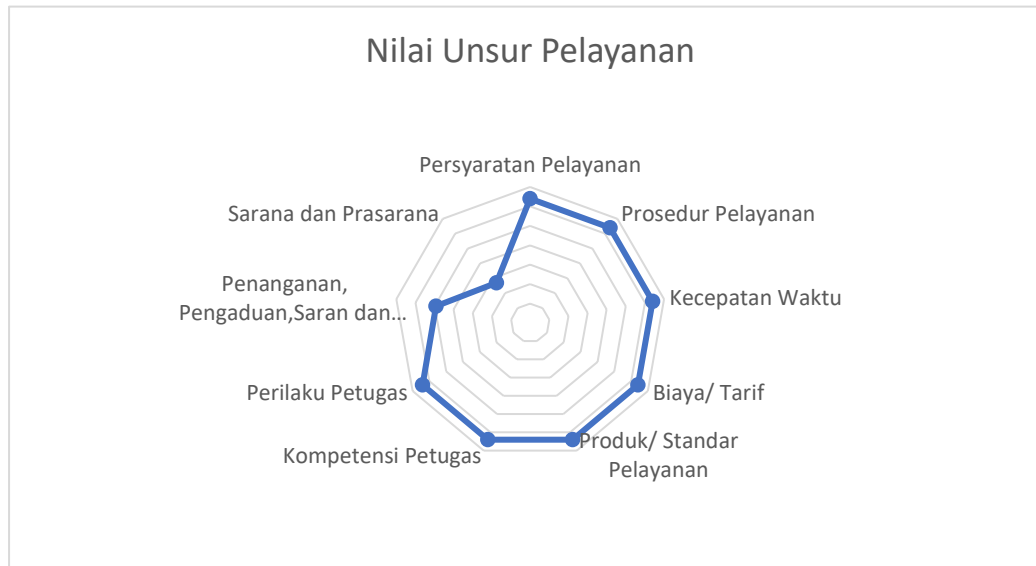 Nilai Unsur Pelayanan
Persyaratan Pelayanan
Prosedur Pelayanan
Kecepatan Waktu
Biaya/ Tarif
Produk/ Standar
Pelayanan
Kompetensi Petugas
Perilaku Petugas
Penanganan,
Pengaduan,Saran dan...
Sarana dan Prasarana